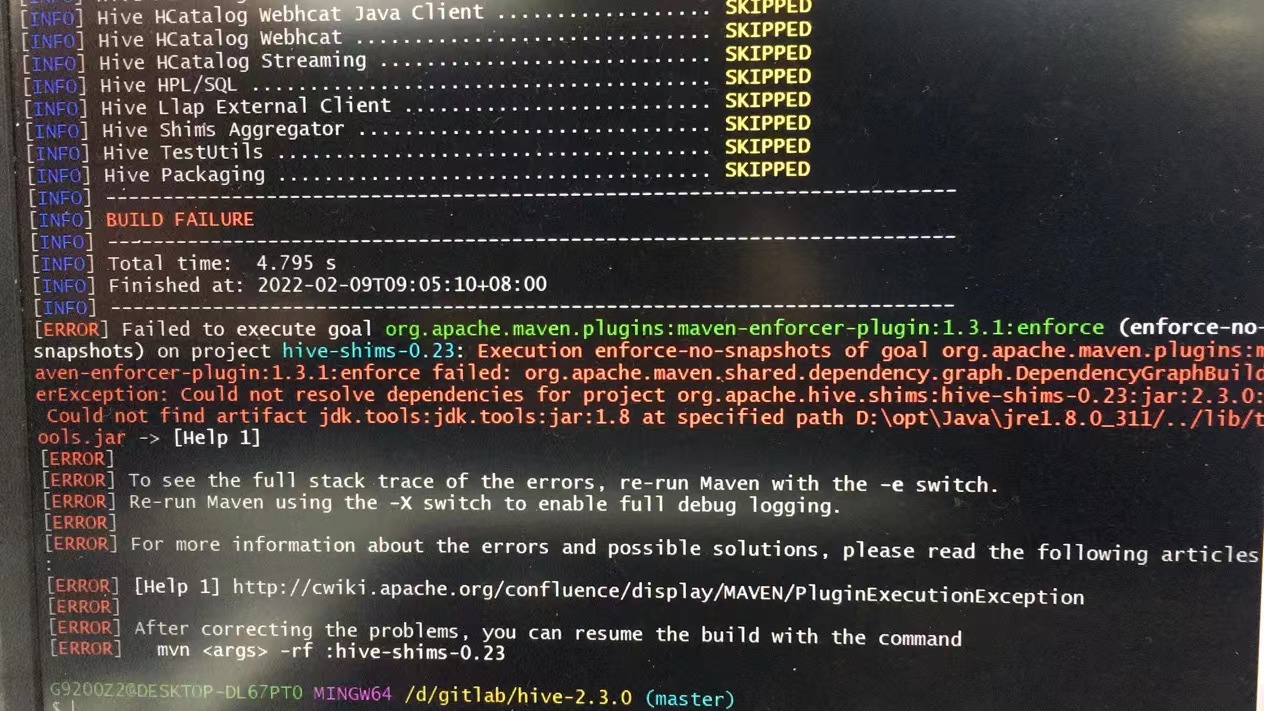 [INFO] Hive HCatalog Webhcat Java Client .......................... SKIPPED
[INFO] Hive HCatalog Webhcat ...................................... SKIPPED
[INFO] Hive HCatalog Streaming .................................... SKIPPED
[INFO] Hive HPL/SQL ............................................... SKIPPED
[INFO] Hive Llap External Client .................................. SKIPPED
[INFO] Hive Shims Aggregator ...................................... SKIPPED
[INFO] Hive TestUtils ............................................. SKIPPED
[INFO] Hive Packaging ............................................. SKIPPED
[INFO] ------------------------------------------------------------------------
[INFO] BUILD FAILURE
[INFO] ------------------------------------------------------------------------
[INFO] Total time: 4.795 s
[INFO] Finished at: 2022-02-09T09:05:10+08:00
[INFO] ------------------------------------------------------------------------
[ERROR] Failed to execute goal org.apache.maven.plugins:maven-enforcer-plugin:1.3.1:enforce (enforce-no-
snapshots) on project hive-shims-0.23: Execution enforce-no-snapshots of goal org.apache.maven.plugins:m
aven-enforcer-plugin:1.3.1:enforce failed: org.apache.maven.shared.dependency.graph.DependencyGraphBuild
erException: Could not resolve dependencies for project org.apache.hive.shims:hive-shims-0.23:jar:2.3.0:
Could not find artifact jdk.tools:jdk.tools:jar:1.8 at specified path D:\opt\Java\jre1.8.0_311/../lib/t
ools.jar -> [Help 1]
[ERROR]
[ERROR] To see the full stack trace of the errors, re-run Maven with the -e switch.
[ERROR] Re-run Maven using the -X switch to enable full debug logging.
[ERROR]
[ERROR] For more information about the errors and possible solutions, please read the following articles
:
[ERROR] [Help 1] http://cwiki.apache.org/confluence/display/MAVEN/PluginExecutionException
[ERROR]
[ERROR] After correcting the problems, you can resume the build with the command
[ERROR] mvn <args> -rf :hive-shims-0.23
G9200Z2@DESKTOP-DL67PT0 MINGW64 /d/gitlab/hive-2.3.0 (master)
$